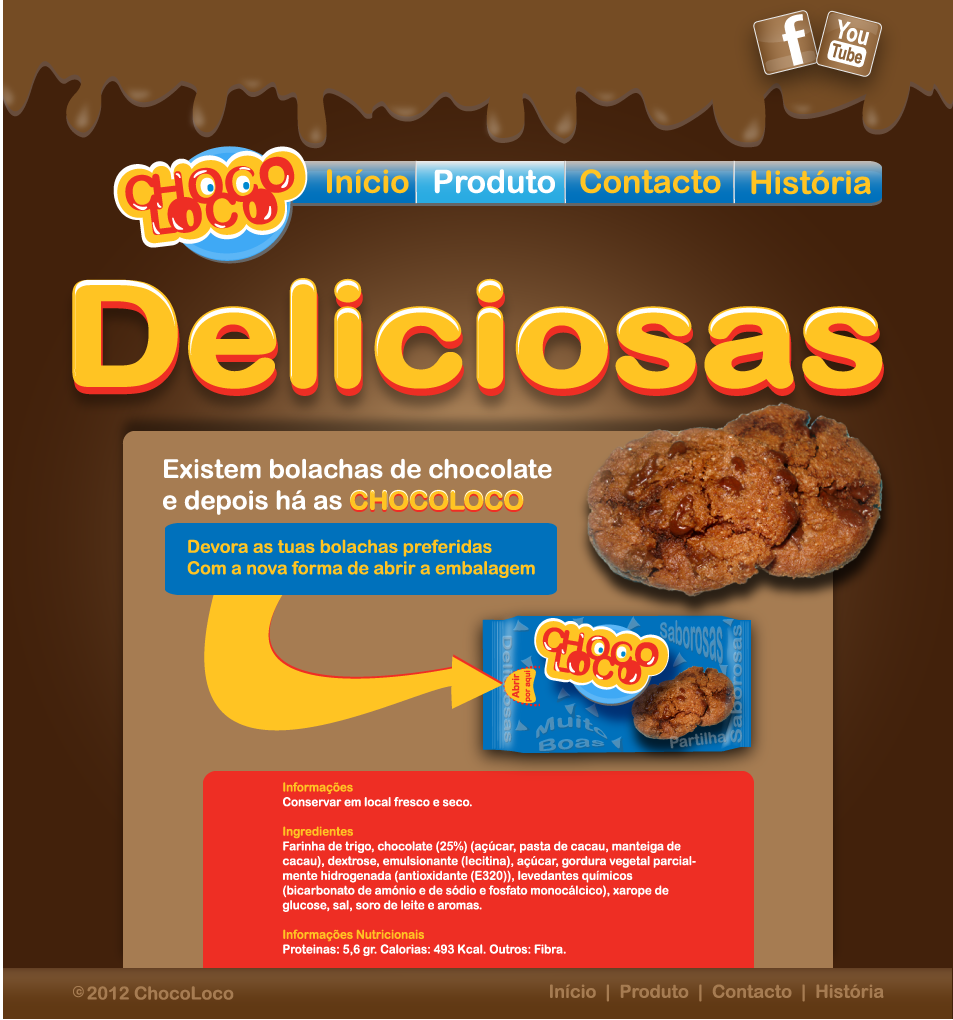 f
You
Tube
CHOCO
LOCO
Início
Produto
Contacto
História
Deliciosas
Existem bolachas de chocolate
e depois há as CHOCOLOCO
Devora as tuas bolachas preferidas
Com a nova forma de abrir a embalagem
Deliciosas
CHOCO
LOCO
Saborosas
Saborosas
Abrir
por aqui
Muito
Boas
Partilha
Informações
Conservar em local fresco e seco.
Ingredientes
Farinha de trigo, chocolate (25%) (açúcar, pasta de cacau, manteiga de
cacau), dextrose, emulsionante (lecitina), açúcar, gordura vegetal parcial-
mente hidrogenada (antioxidante (E320)), levedantes químicos
(bicarbonato de amónio e de sódio e fosfato monocálcico), xarope de
glucose, sal, soro de leite e aromas.
Informações Nutricionais
Proteinas: 5,6 gr. Calorias: 493 Kcal. Outros: Fibra.
© 2012 ChocoLoco
Início | Produto | Contacto | História